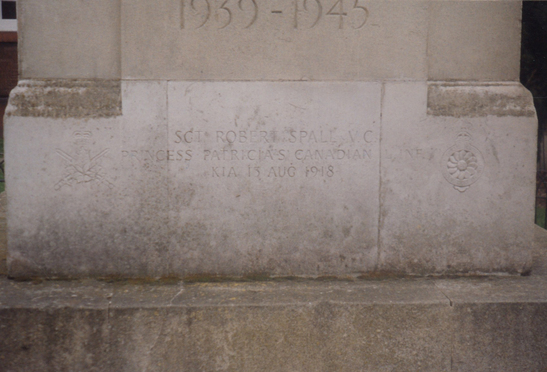 1939-1945
SGT ROBERT SPALL V.C.
PRINCESS PATRICIA'S CANADIAN
KIA. 13 AUG 1918